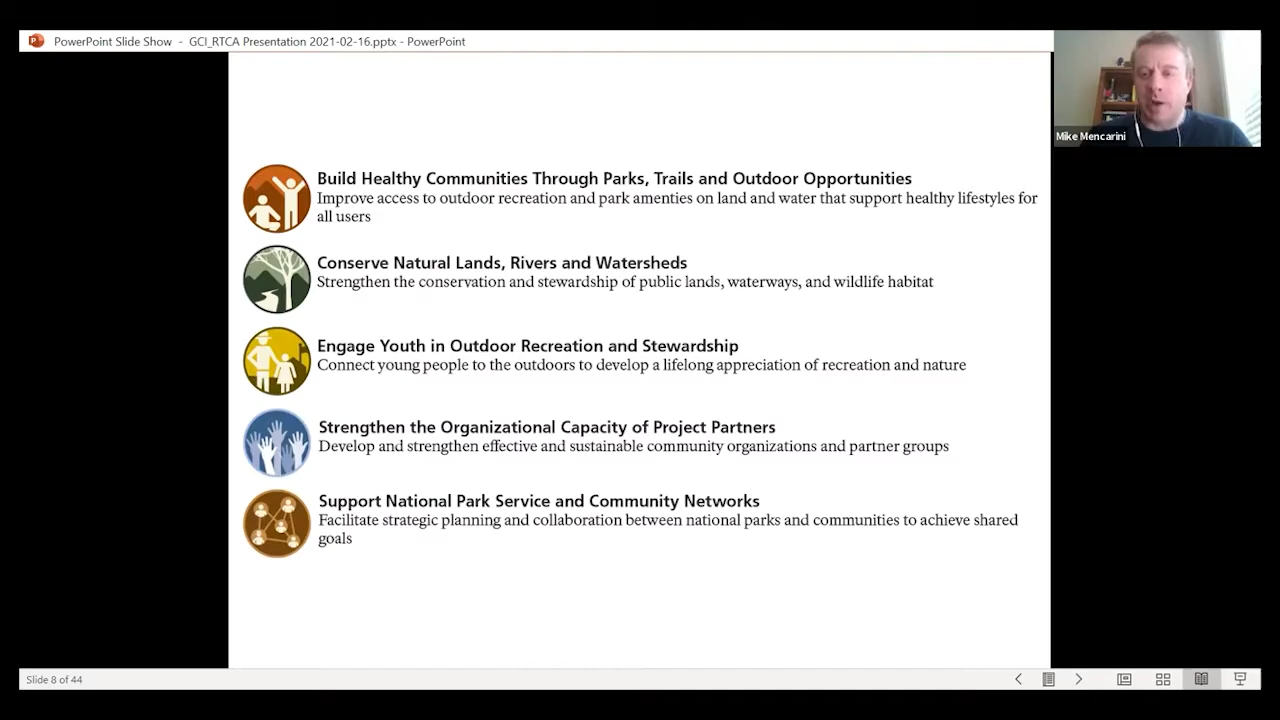 PowerPoint Slide Show - GCI_RTCA Presentation 2021-02-16.pptx - PowerPoint
Mike Mencarini
Build Healthy Communities Through Parks, Trails and Outdoor Opportunities
Improve access to outdoor recreation and park amenties on land and water that support healthy lifestyles for
all users
Conserve Natural Lands, Rivers and Watersheds
Strengthen the conservation and stewardship of public lands, waterways, and wildlife habitat
Engage Youth in Outdoor Recreation and Stewardship
Connect young people to the outdoors to develop a lifelong appreciation of recreation and nature
Strengthen the Organizational Capacity of Project Partners
Develop and strengthen effective and sustainable community organizations and partner groups
Support National Park Service and Community Networks
Facilitate strategic planning and collaboration between national parks and communities to achieve shared
goals
Slide 8 of 44